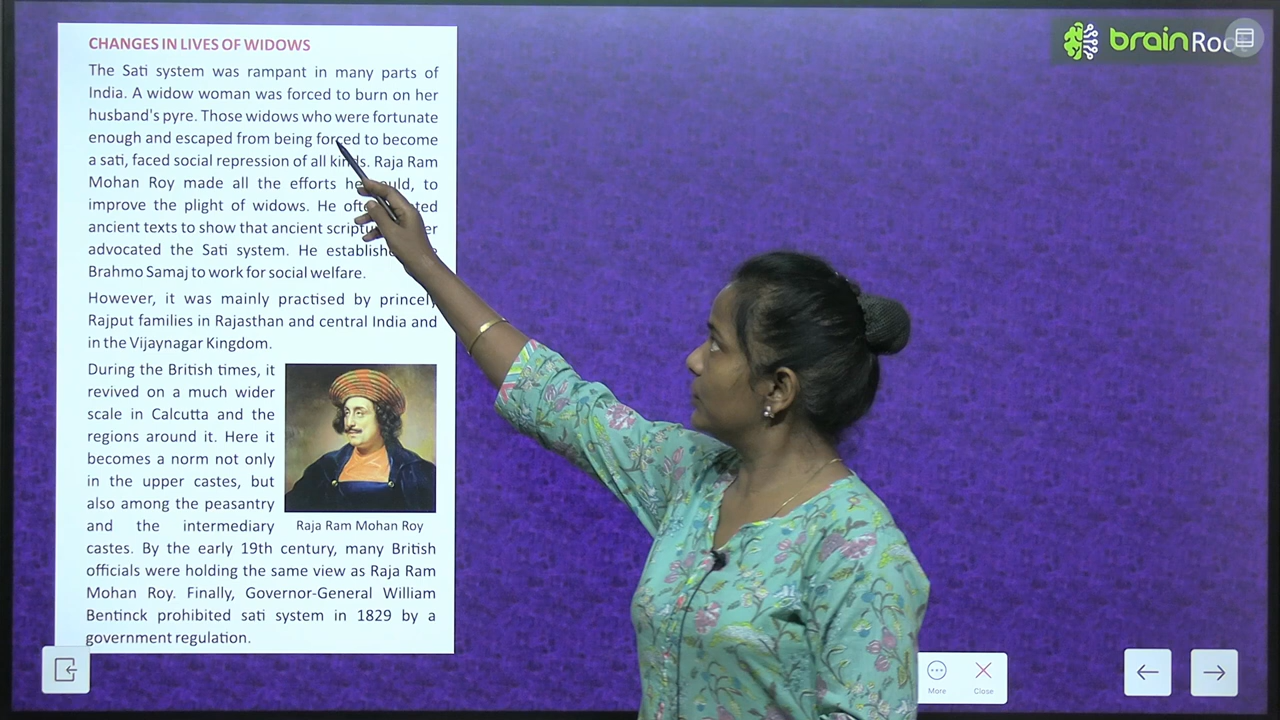 CHANGES IN LIVES OF WIDOWS
The Sati system was rampant in many parts of
India. A widow woman was forced to burn on her
husband's pyre. Those widows who were fortunate
enough and escaped from being forced to become
a sati, faced social repression of all kinds. Raja Ram
Mohan Roy made all the efforts he could, to
improve the plight of widows. He often
ancient texts to show that ancient
advocated the Sati system. He established
Brahmo Samaj to work for social welfare.
However, it was mainly practised by princely
Rajput families in Rajasthan and central India and
in the Vijaynagar Kingdom.
During the British times, it
revived on a much wider
scale in Calcutta and the
regions around it. Here it
becomes a norm not only
in the upper castes, but
also among the peasantry
and the intermediary
castes. By the early 19th century, many British
officials were holding the same view as Raja Ram
Mohan Roy. Finally, Governor-General William
Bentinck prohibited sati system in 1829 by a
government regulation.
Raja Ram Mohan Roy
brain
More
Close